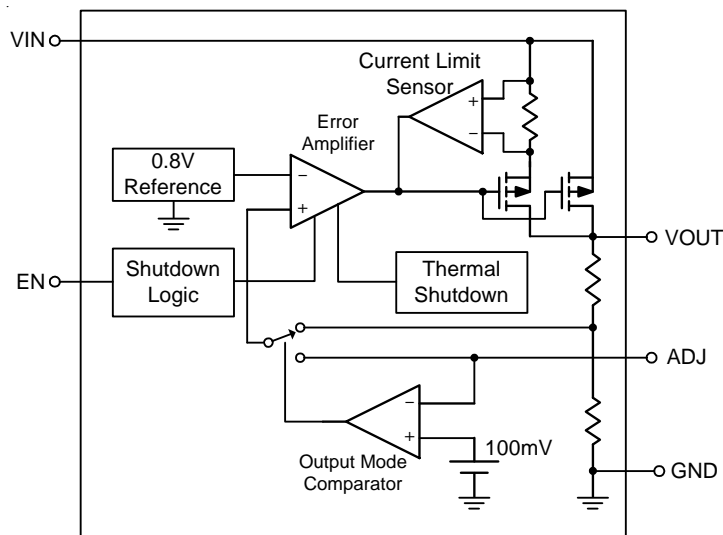 VIN
Current Limit
Sensor
+
−
Error
Amplifier
0.8V
Reference
−
+
VOUT
EN
Shutdown
Logic
Thermal
Shutdown
ADJ
−
+
100mV
Output Mode
Comparator
GND